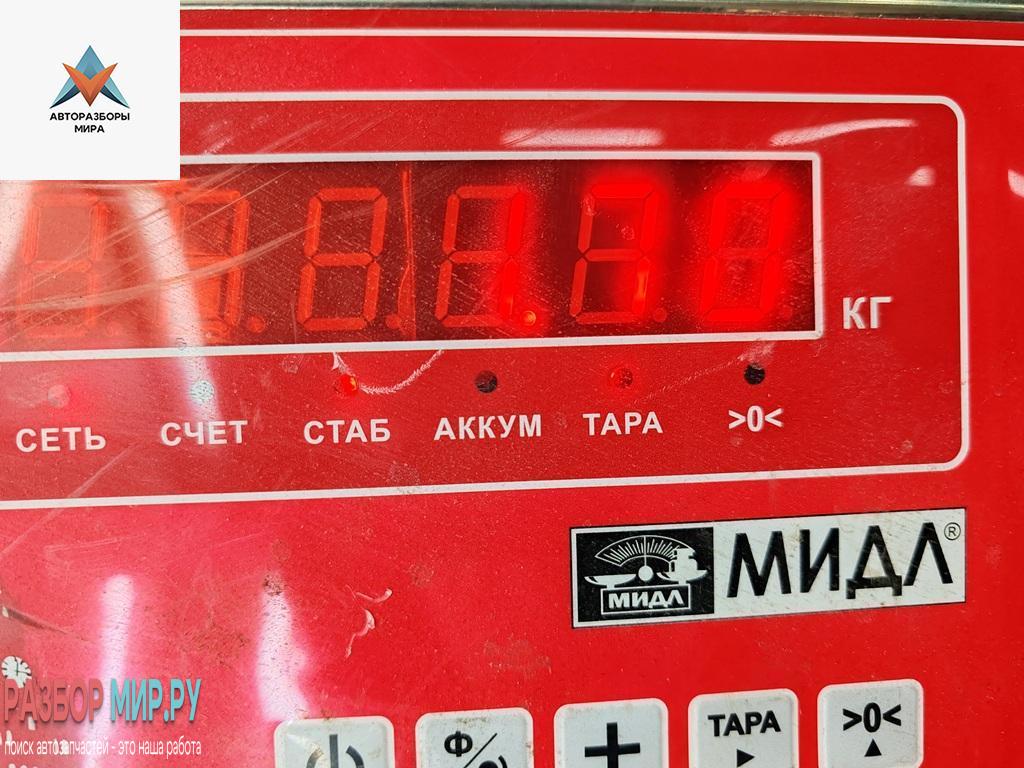 АВТОРАЗБОРЫ
МИРА
КГ
СЕТЬ СЧЕТ СТАБ АККУМ ТАРА >0<
МИДЛ МИДЛ®
РАЗБОР МИР.РУ
поиск автозапчастей - это наша работа
Ф/
+
ТАРА
>0<